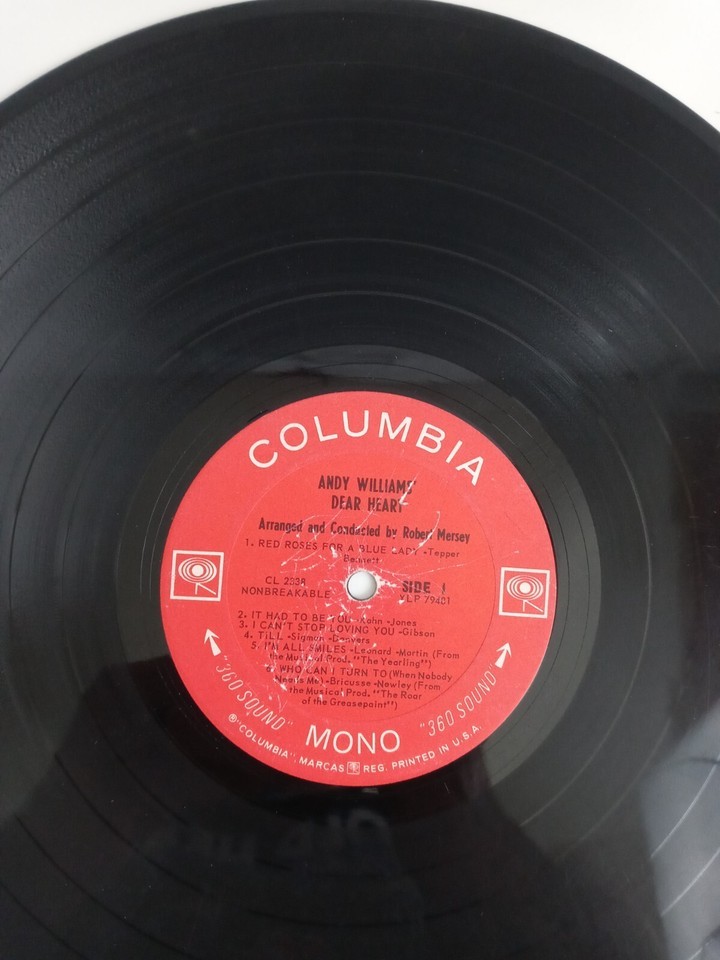 COLUMBIA
ANDY WILLIAMS'
DEAR HEART
Arranged and Conducted by Robert Mersey
1. RED ROSES FOR A BLUE LADY -Tepper
Bennett
CL 2338
NONBREAKABLE
SIDE 1
XLP 79401
2. IT HAD TO BE YOU -Kahn -Jones
3. I CAN'T STOP LOVING YOU -Gibson
4. TILL -Sigman -Danvers
5. I'M ALL SMILES -Leonard -Martin (From
the Musical Prod. "The Yearling")
6. WHO CAN I TURN TO (When Nobody
Needs Me) -Bricusse -Newley (From
the Musical Prod. "The Roar
of the Greasepaint")
"360 SOUND"
MONO
"360 SOUND"
® "COLUMBIA", MARCAS REG. PRINTED IN U.S.A.